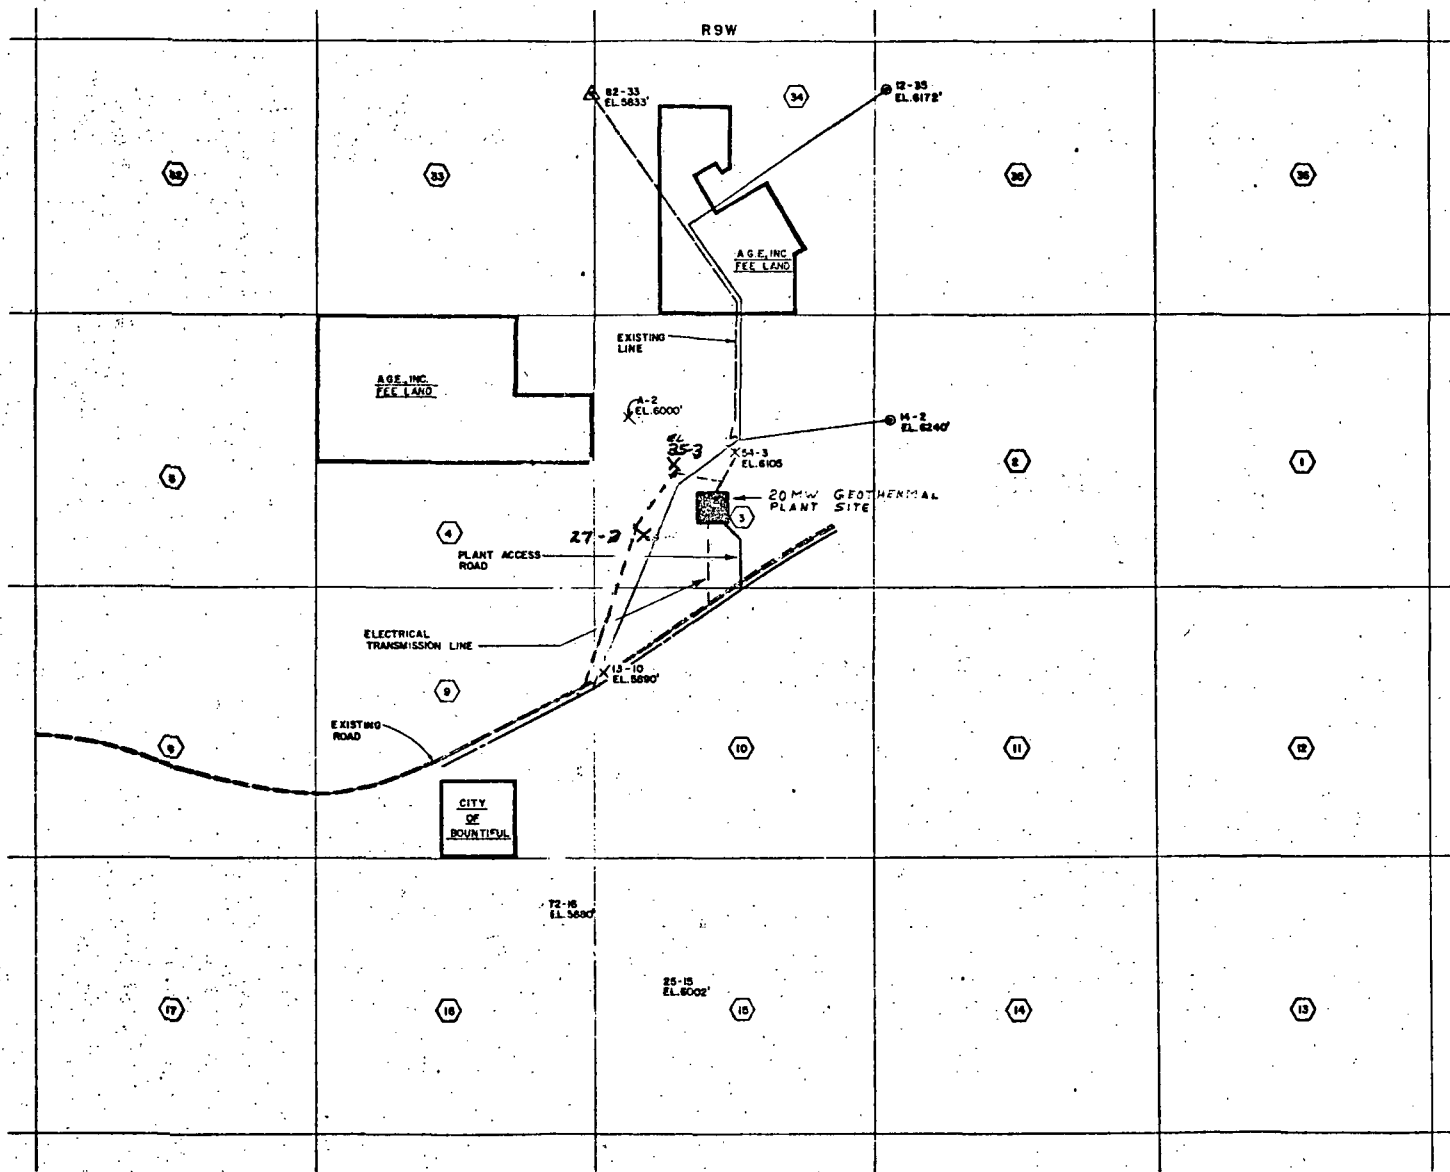 R9W
82-33
EL.5833'
34
12-35
EL.6172'
32
33
35
36
A.G.E., INC
FEE LAND
EXISTING
LINE
A.G.E., INC.
FEE LAND
A-2
EL.6000'
14-2
EL.6240'
EL
35-3
54-3
EL.6105
5
2
1
20 MW GEOTHERMAL
PLANT SITE
3
4
27-3
PLANT ACCESS
ROAD
ELECTRICAL
TRANSMISSION LINE
13-10
EL.5890'
9
EXISTING
ROAD
8
10
11
12
CITY
OF
BOUNTIFUL
72-16
EL.5880'
25-15
EL.6002'
17
16
15
14
13